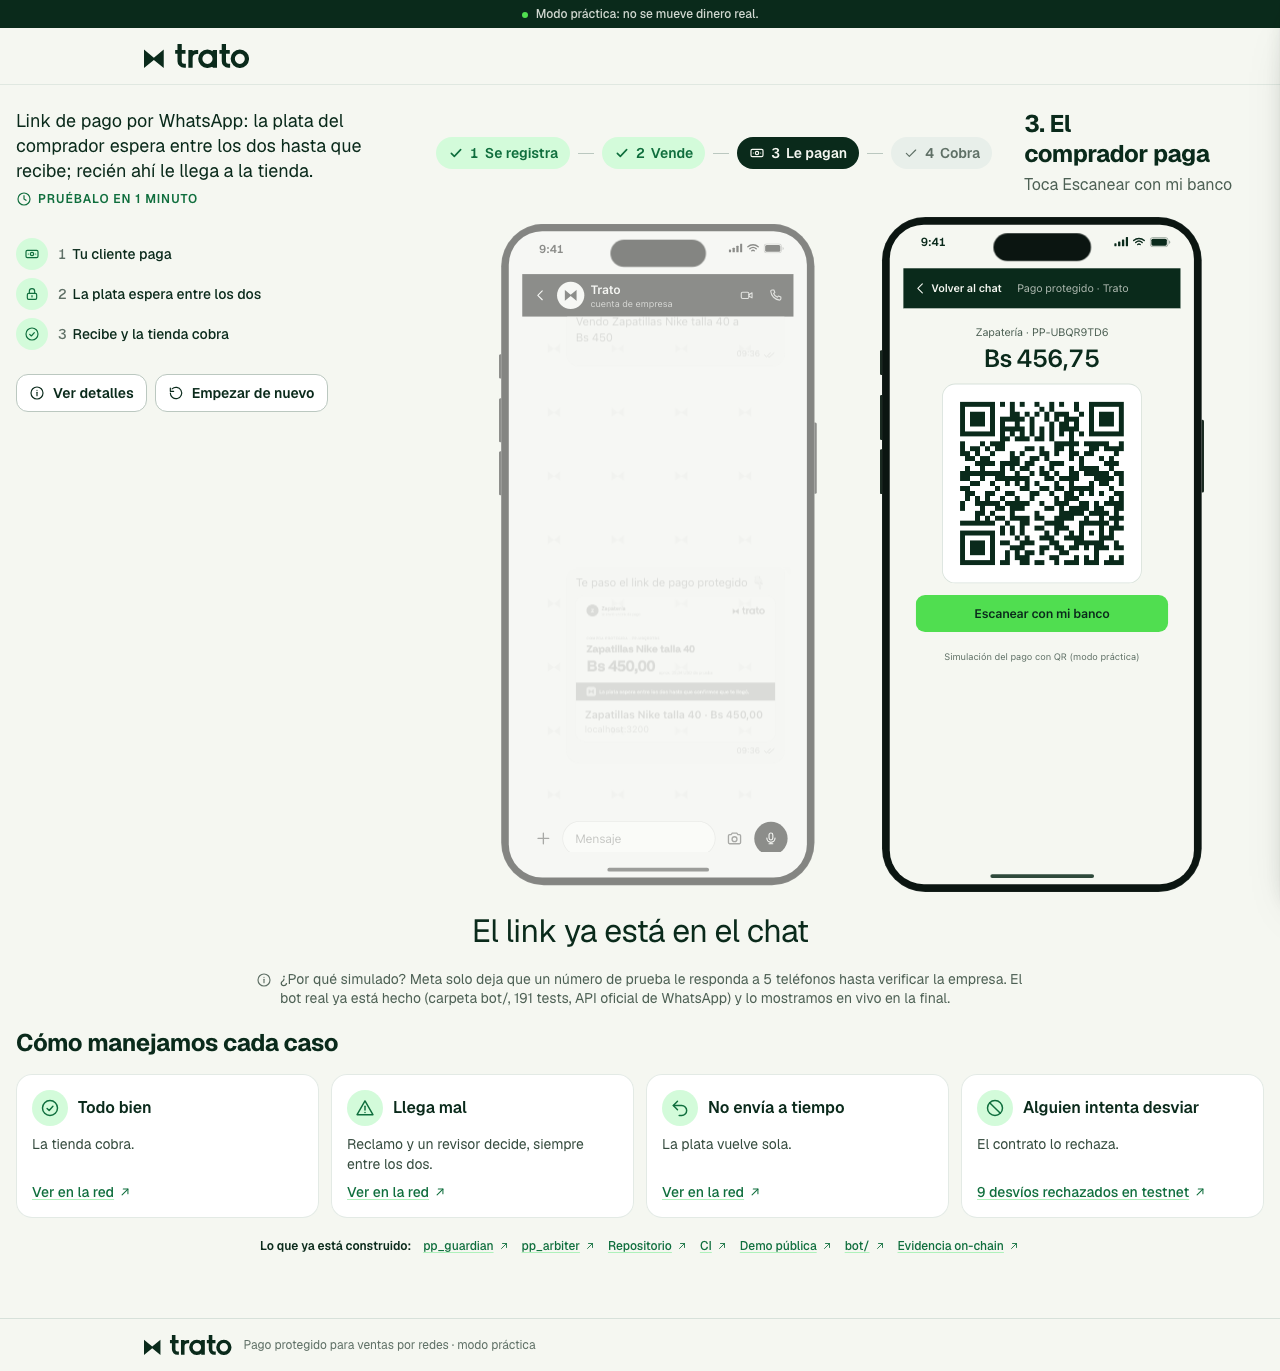 Modo práctica: no se mueve dinero real.
trato
Link de pago por WhatsApp: la plata del
comprador espera entre los dos hasta que
recibe; recién ahí le llega a la tienda.
PRUÉBALO EN 1 MINUTO
1 Tu cliente paga
2 La plata espera entre los dos
3 Recibe y la tienda cobra
Ver detalles
Empezar de nuevo
1 Se registra
2 Vende
3 Le pagan
4 Cobra
3. El
comprador paga
Toca Escanear con mi banco
9:41
Trato
cuenta de empresa
Vendo Zapatillas Nike talla 40 a
Bs 450
Te paso el link de pago protegido
trato
Zapatillas Nike talla 40
Bs 450,00
Zapatillas Nike talla 40 · Bs 450,00
Mensaje
9:41
Volver al chat
Pago protegido · Trato
Zapatería · PP-UBQR9TD6
Bs 456,75
Escanear con mi banco
Simulación del pago con QR (modo práctica)
El link ya está en el chat
¿Por qué simulado? Meta solo deja que un número de prueba le responda a 5 teléfonos hasta verificar la empresa. El
bot real ya está hecho (carpeta bot/, 191 tests, API oficial de WhatsApp) y lo mostramos en vivo en la final.
Cómo manejamos cada caso
Todo bien
La tienda cobra.
Ver en la red
Llega mal
Reclamo y un revisor decide, siempre
entre los dos.
Ver en la red
No envía a tiempo
La plata vuelve sola.
Ver en la red
Alguien intenta desviar
El contrato lo rechaza.
9 desvíos rechazados en testnet
Lo que ya está construido: pp_guardian pp_arbiter Repositorio CI Demo pública bot/ Evidencia on-chain
trato
Pago protegido para ventas por redes · modo práctica